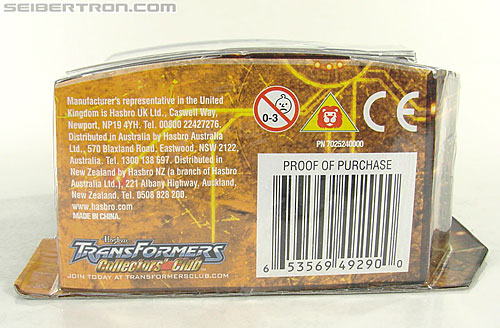 SEIBERTRON.COM
Manufacturer's representative in the United
Kingdom is Hasbro UK Ltd., Caswell Way,
Newport, NP19 4YH. Tel. 00800 22427276.
Distributed in Australia by Hasbro Australia
Ltd., 570 Blaxland Road, Eastwood, NSW 2122,
Australia. Tel. 1300 138 697. Distributed in
New Zealand by Hasbro NZ (a branch of Hasbro
Australia Ltd.), 221 Albany Highway, Auckland,
New Zealand. Tel. 0508 828 200.
www.hasbro.com
MADE IN CHINA.
0-3
CE
PN 7025240000
PROOF OF PURCHASE
6 53569 49290 0
Hasbro
TRANSFORMERS
Collectors' Club
JOIN TODAY AT TRANSFORMERSCLUB.COM